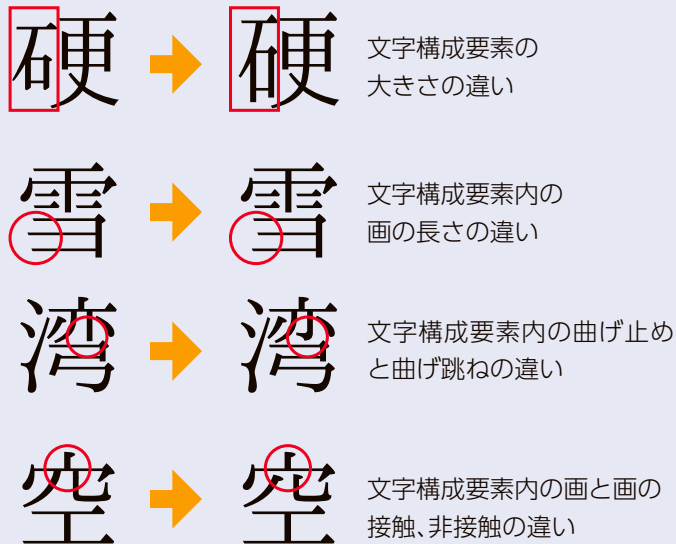 硬 硬 文字構成要素の
大きさの違い
雪 雪 文字構成要素内の
画の長さの違い
湾 湾 文字構成要素内の曲げ止め
と曲げ跳ねの違い
空 空 文字構成要素内の画と画の
接触、非接触の違い